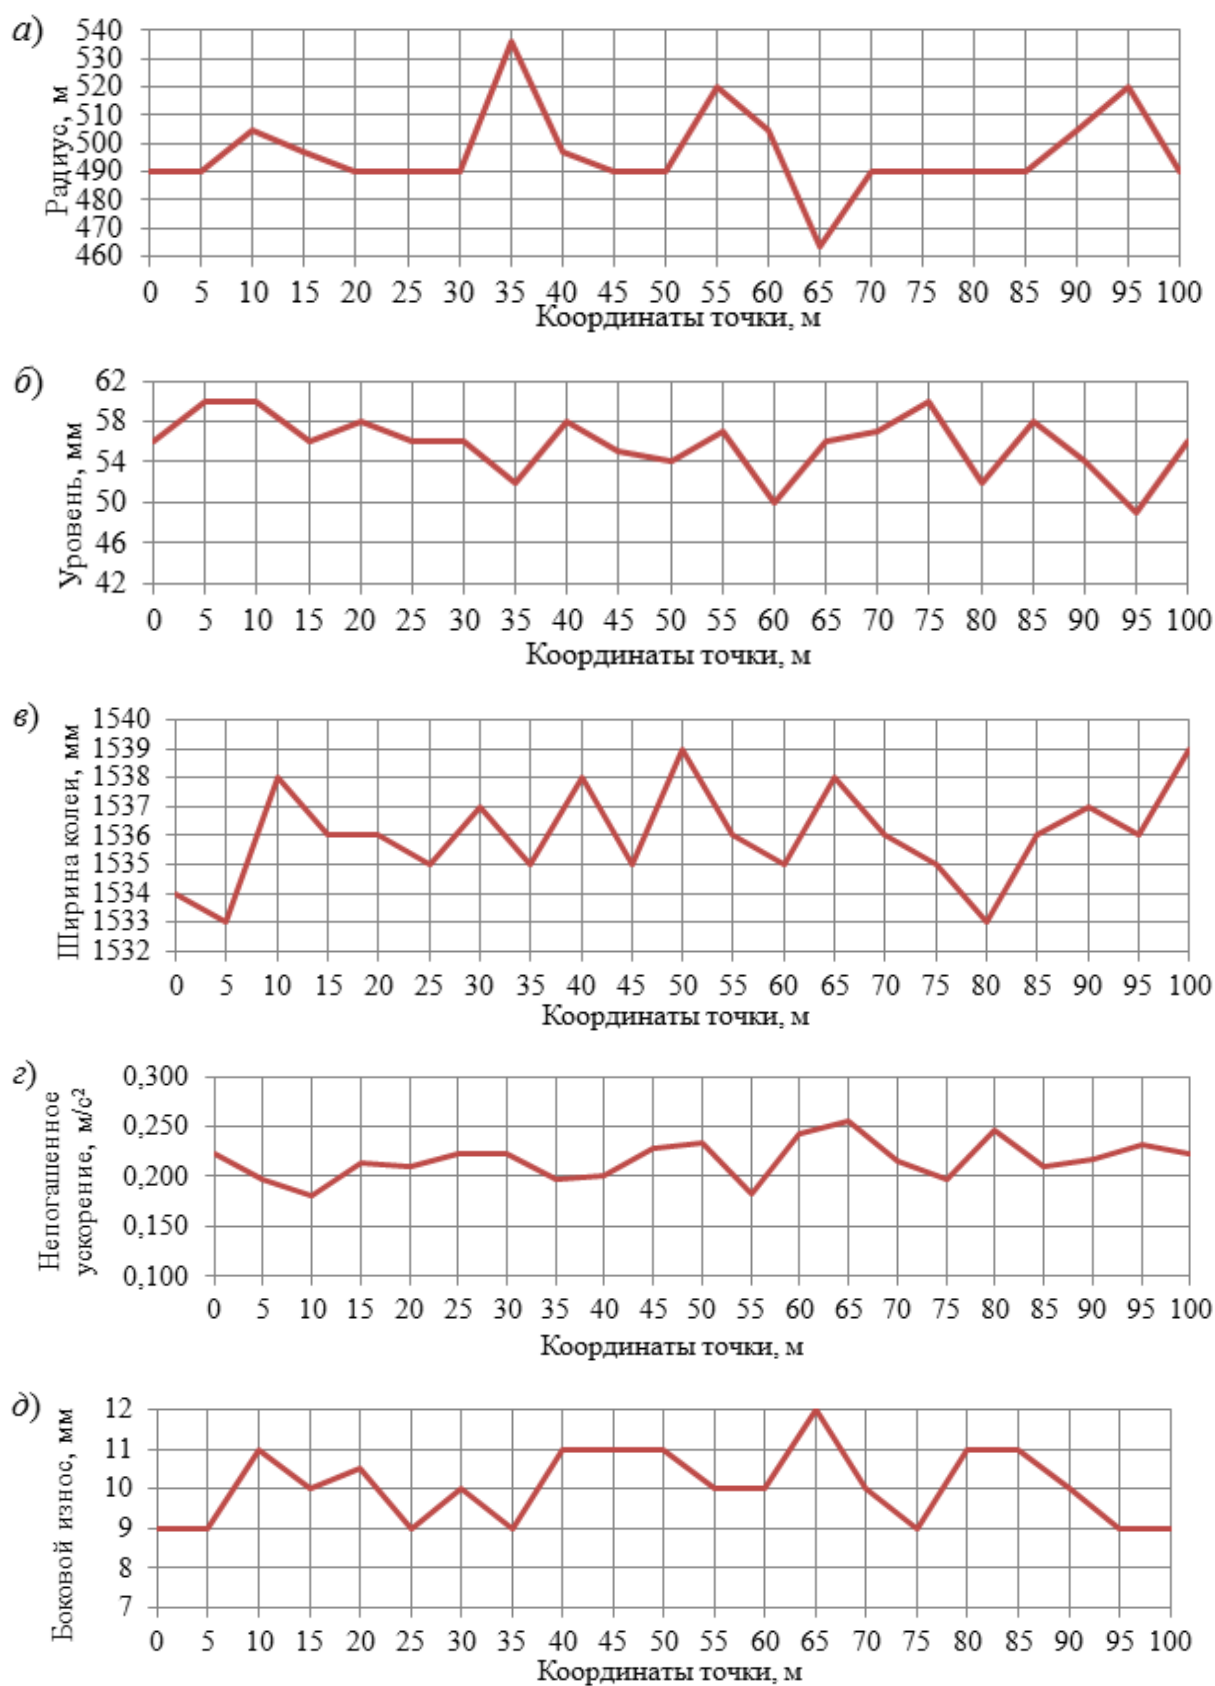 а)
Радиус, м
540
530
520
510
500
490
480
470
460
0 5 10 15 20 25 30 35 40 45 50 55 60 65 70 75 80 85 90 95 100
Координаты точки, м
б)
Уровень, мм
62
58
54
50
46
42
0 5 10 15 20 25 30 35 40 45 50 55 60 65 70 75 80 85 90 95 100
Координаты точки, м
в)
Ширина колеи, мм
1540
1539
1538
1537
1536
1535
1534
1533
1532
0 5 10 15 20 25 30 35 40 45 50 55 60 65 70 75 80 85 90 95 100
Координаты точки, м
г)
Непогашенное
ускорение, м/с²
0,300
0,250
0,200
0,150
0,100
0 5 10 15 20 25 30 35 40 45 50 55 60 65 70 75 80 85 90 95 100
Координаты точки, м
д)
Боковой износ, мм
12
11
10
9
8
7
0 5 10 15 20 25 30 35 40 45 50 55 60 65 70 75 80 85 90 95 100
Координаты точки, м